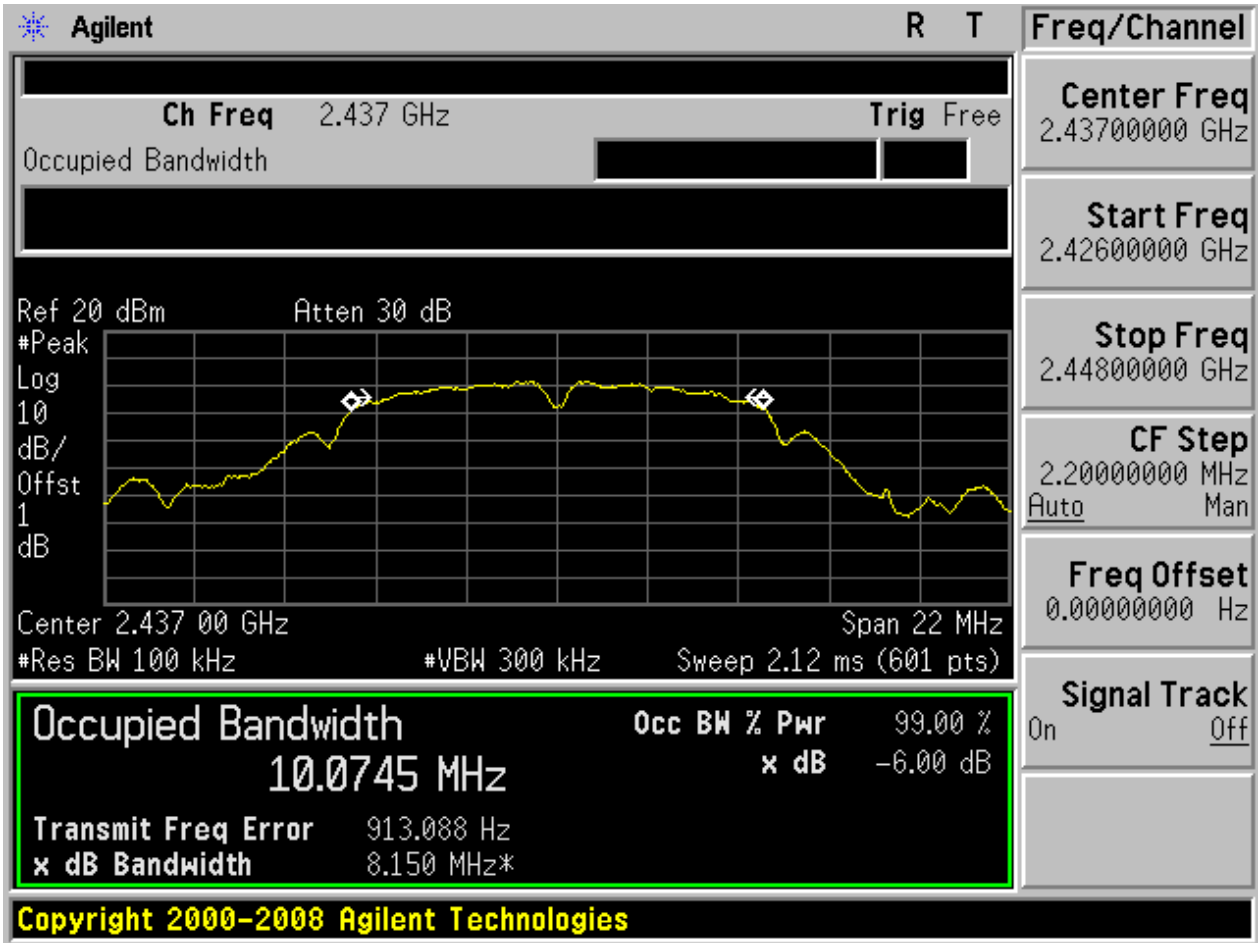 Agilent R T
Ch Freq 2.437 GHz Trig Free
Occupied Bandwidth
Ref 20 dBm Atten 30 dB
#Peak
Log
10
dB/
Offst
1
dB
Center 2.437 00 GHz Span 22 MHz
#Res BW 100 kHz #VBW 300 kHz Sweep 2.12 ms (601 pts)
Occupied Bandwidth
10.0745 MHz
Occ BW % Pwr 99.00 %
x dB -6.00 dB
Transmit Freq Error 913.088 Hz
x dB Bandwidth 8.150 MHz*
Copyright 2000-2008 Agilent Technologies
Freq/Channel
Center Freq
2.43700000 GHz
Start Freq
2.42600000 GHz
Stop Freq
2.44800000 GHz
CF Step
2.20000000 MHz
Auto Man
Freq Offset
0.00000000 Hz
Signal Track
On Off